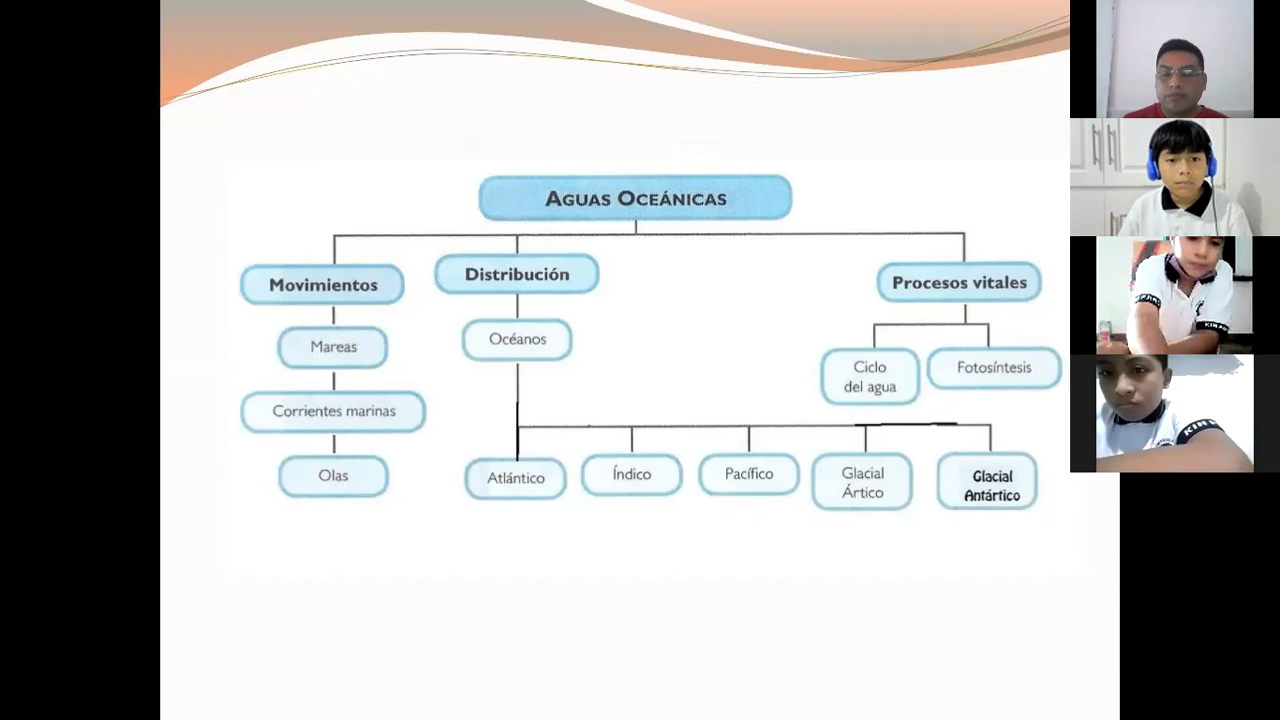 AGUAS OCEÁNICAS
Movimientos
Distribución
Procesos vitales
Mareas
Océanos
Ciclo
del agua
Fotosíntesis
Corrientes marinas
Olas
Atlántico
Índico
Pacífico
Glacial
Ártico
Glacial
Antártico